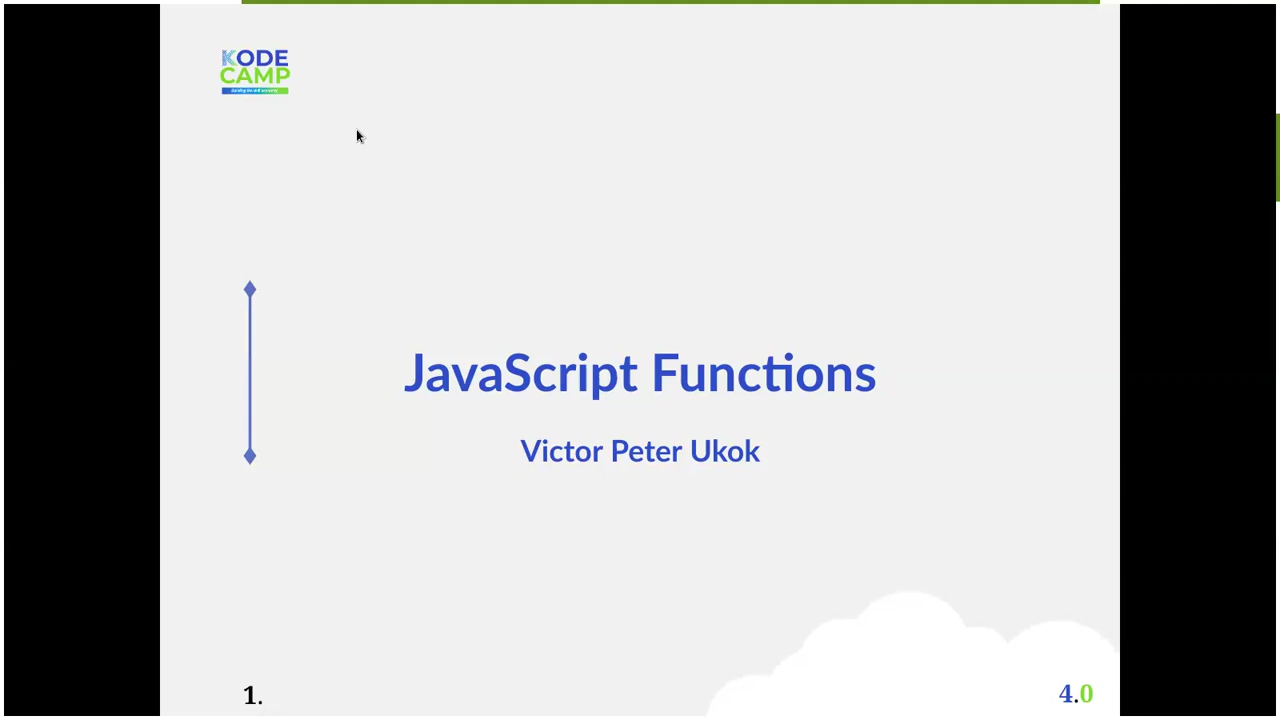 KODE
CAMP
JavaScript Functions
Victor Peter Ukok
1.
4.0